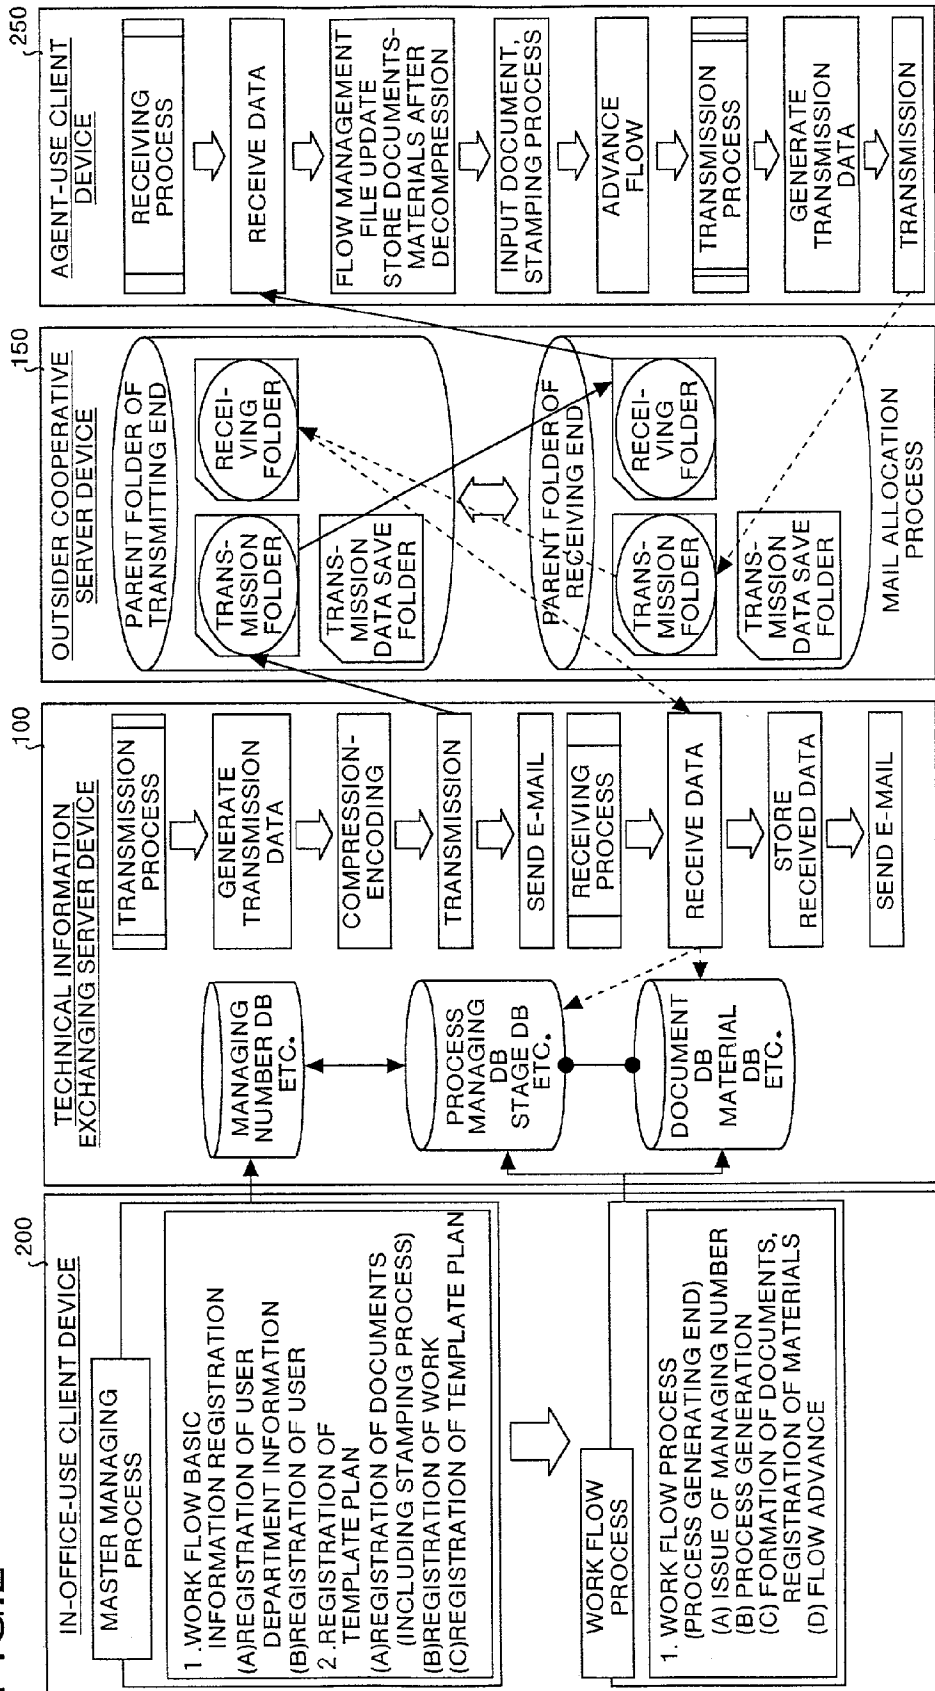 200
IN-OFFICE-USE CLIENT DEVICE
MASTER MANAGING
PROCESS
1.WORK FLOW BASIC
INFORMATION REGISTRATION
(A)REGISTRATION OF USER
DEPARTMENT INFORMATION
(B)REGISTRATION OF USER
2.REGISTRATION OF
TEMPLATE PLAN
(A)REGISTRATION OF DOCUMENTS
(INCLUDING STAMPING PROCESS)
(B)REGISTRATION OF WORK
(C)REGISTRATION OF TEMPLATE PLAN
WORK FLOW
PROCESS
1. WORK FLOW PROCESS
(PROCESS GENERATING END)
(A) ISSUE OF MANAGING NUMBER
(B) PROCESS GENERATION
(C) FORMATION OF DOCUMENTS,
REGISTRATION OF MATERIALS
(D) FLOW ADVANCE
100
TECHNICAL INFORMATION
EXCHANGING SERVER DEVICE
MANAGING
NUMBER DB
ETC.
PROCESS
MANAGING
DB
STAGE DB
ETC.
DOCUMENT
DB
MATERIAL
DB
ETC.
TRANSMISSION
PROCESS
GENERATE
TRANSMISSION
DATA
COMPRESSION-
ENCODING
TRANSMISSION
SEND E-MAIL
RECEIVING
PROCESS
RECEIVE DATA
STORE
RECEIVED DATA
SEND E-MAIL
150
OUTSIDER COOPERATIVE
SERVER DEVICE
PARENT FOLDER OF
TRANSMITTING END
TRANS-
MISSION
FOLDER
RECEI-
VING
FOLDER
TRANS-
MISSION
DATA SAVE
FOLDER
PARENT FOLDER OF
RECEIVING END
TRANS-
MISSION
FOLDER
RECEI-
VING
FOLDER
TRANS-
MISSION
DATA SAVE
FOLDER
MAIL ALLOCATION
PROCESS
250
AGENT-USE CLIENT
DEVICE
RECEIVING
PROCESS
RECEIVE DATA
FLOW MANAGEMENT
FILE UPDATE
STORE DOCUMENTS-
MATERIALS AFTER
DECOMPRESSION
INPUT DOCUMENT,
STAMPING PROCESS
ADVANCE
FLOW
TRANSMISSION
PROCESS
GENERATE
TRANSMISSION
DATA
TRANSMISSION